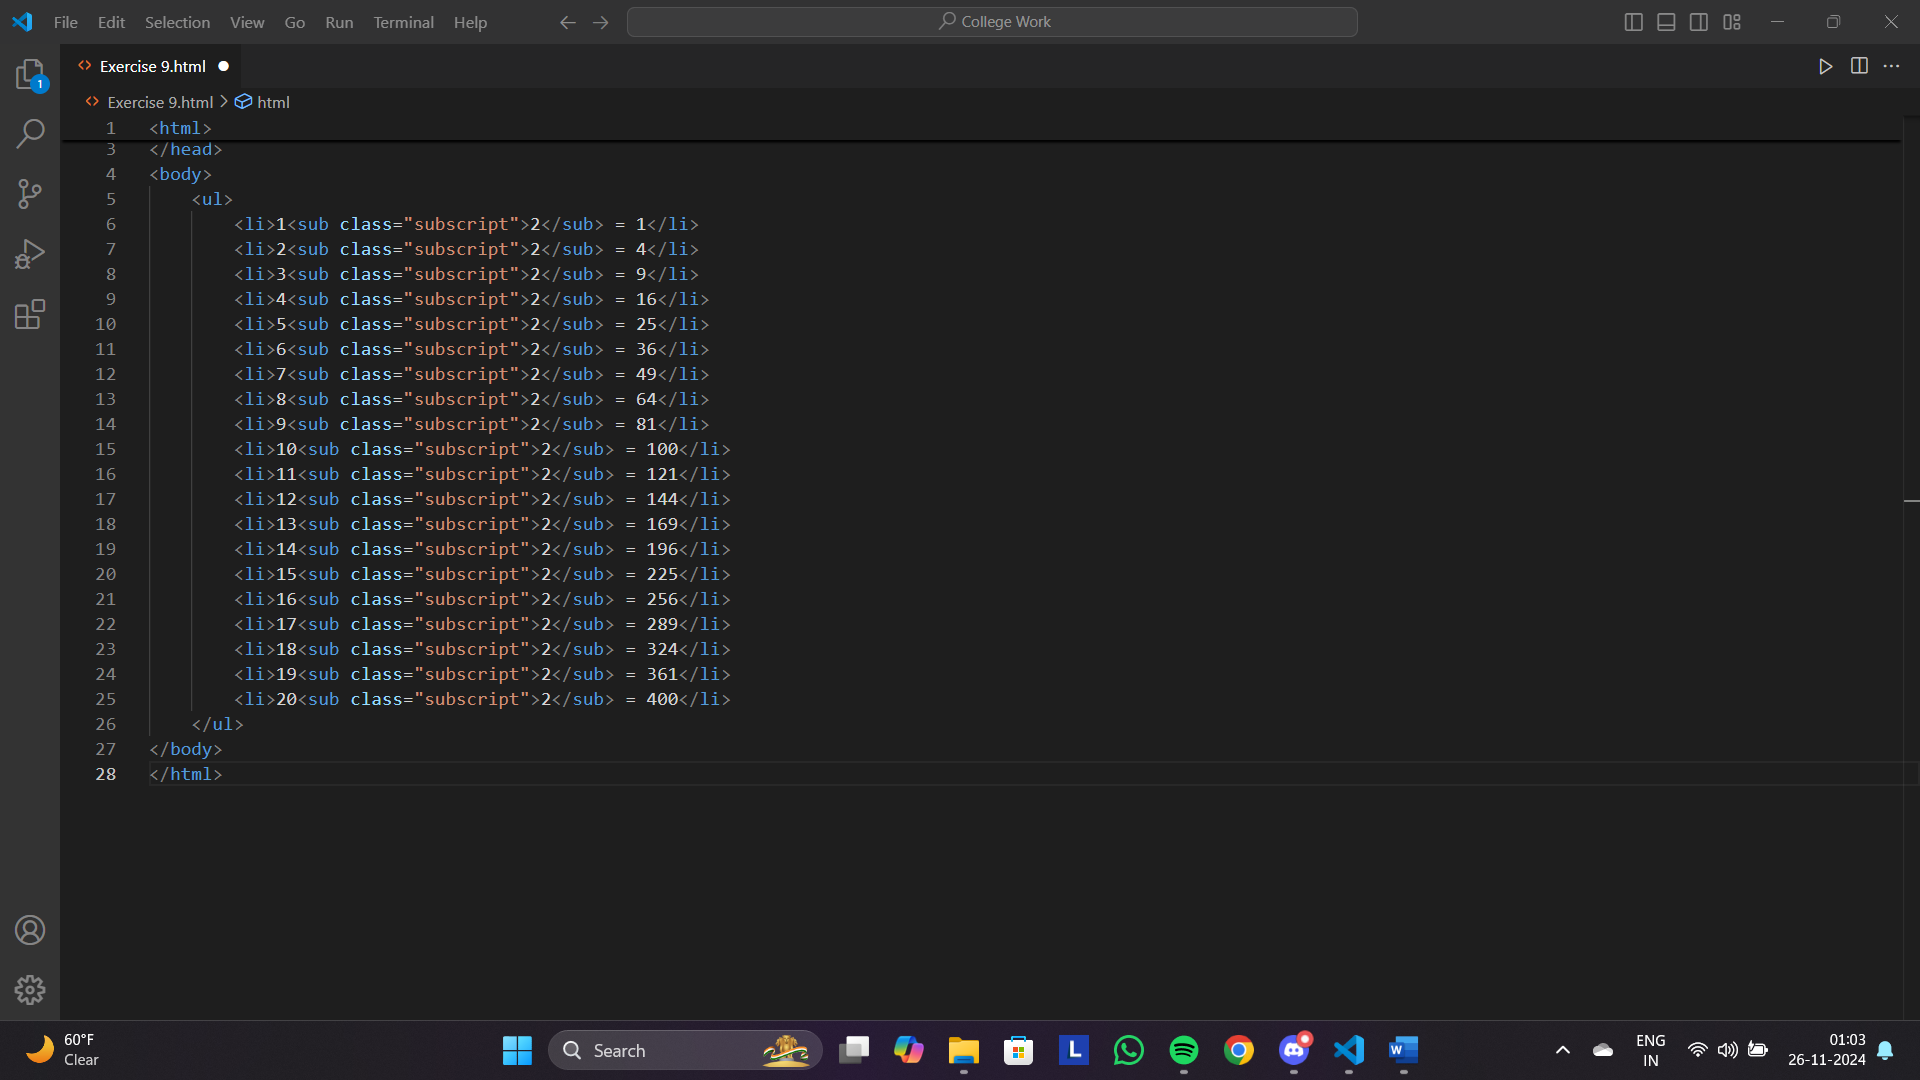 File Edit Selection View Go Run Terminal Help College Work
Exercise 9.html
1
Exercise 9.html > html
1 <html>
3 </head>
4 <body>
5 <ul>
6 <li>1<sub class="subscript">2</sub> = 1</li>
7 <li>2<sub class="subscript">2</sub> = 4</li>
8 <li>3<sub class="subscript">2</sub> = 9</li>
9 <li>4<sub class="subscript">2</sub> = 16</li>
10 <li>5<sub class="subscript">2</sub> = 25</li>
11 <li>6<sub class="subscript">2</sub> = 36</li>
12 <li>7<sub class="subscript">2</sub> = 49</li>
13 <li>8<sub class="subscript">2</sub> = 64</li>
14 <li>9<sub class="subscript">2</sub> = 81</li>
15 <li>10<sub class="subscript">2</sub> = 100</li>
16 <li>11<sub class="subscript">2</sub> = 121</li>
17 <li>12<sub class="subscript">2</sub> = 144</li>
18 <li>13<sub class="subscript">2</sub> = 169</li>
19 <li>14<sub class="subscript">2</sub> = 196</li>
20 <li>15<sub class="subscript">2</sub> = 225</li>
21 <li>16<sub class="subscript">2</sub> = 256</li>
22 <li>17<sub class="subscript">2</sub> = 289</li>
23 <li>18<sub class="subscript">2</sub> = 324</li>
24 <li>19<sub class="subscript">2</sub> = 361</li>
25 <li>20<sub class="subscript">2</sub> = 400</li>
26 </ul>
27 </body>
28 </html>
60°F
Clear
Search
L
W
ENG
IN
01:03
26-11-2024